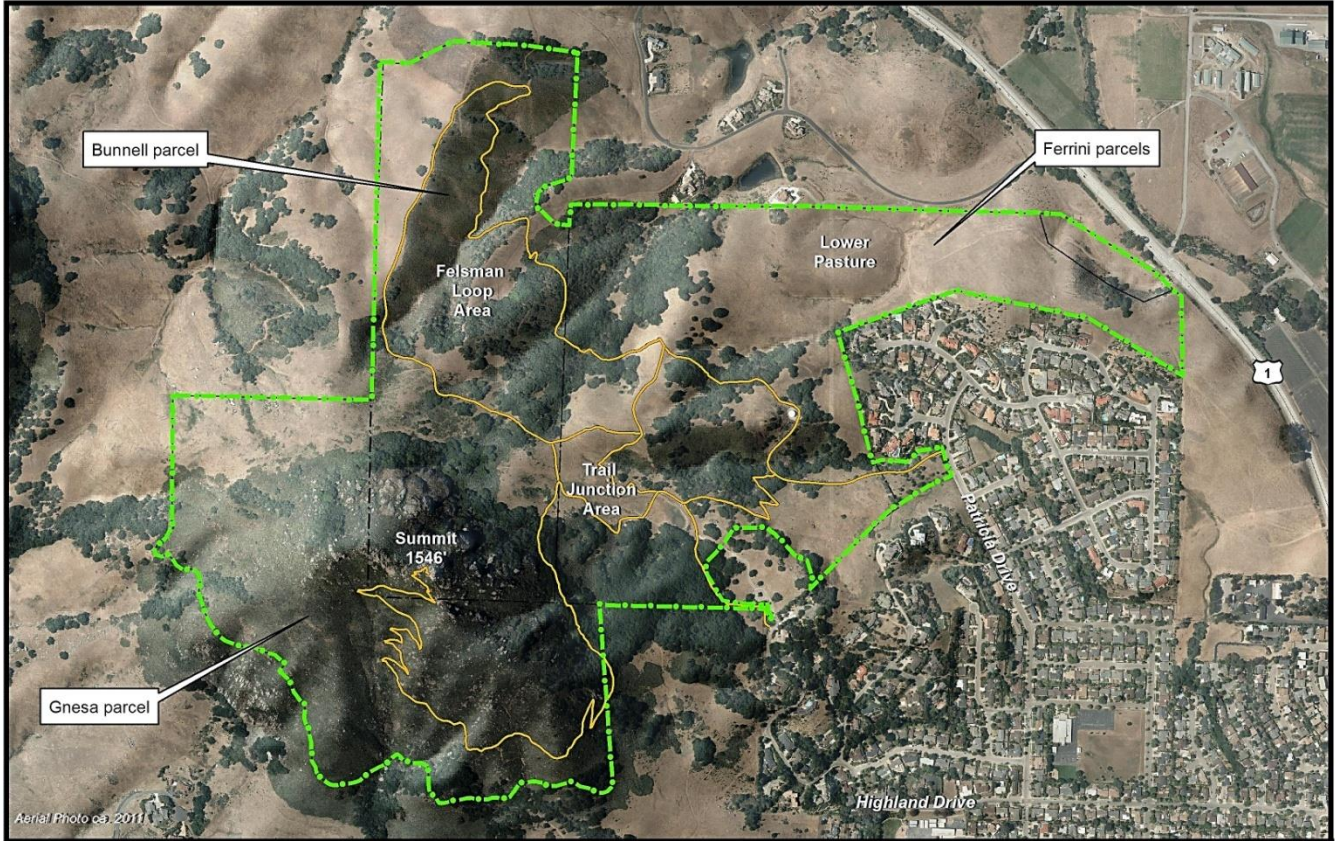 Bunnell parcel
Ferrini parcels
Lower
Pasture
Felsman
Loop
Area
1
Trail
Junction
Area
Patricia Drive
Summit
1546'
Gnesa parcel
Highland Drive
Aerial Photo ca. 2011